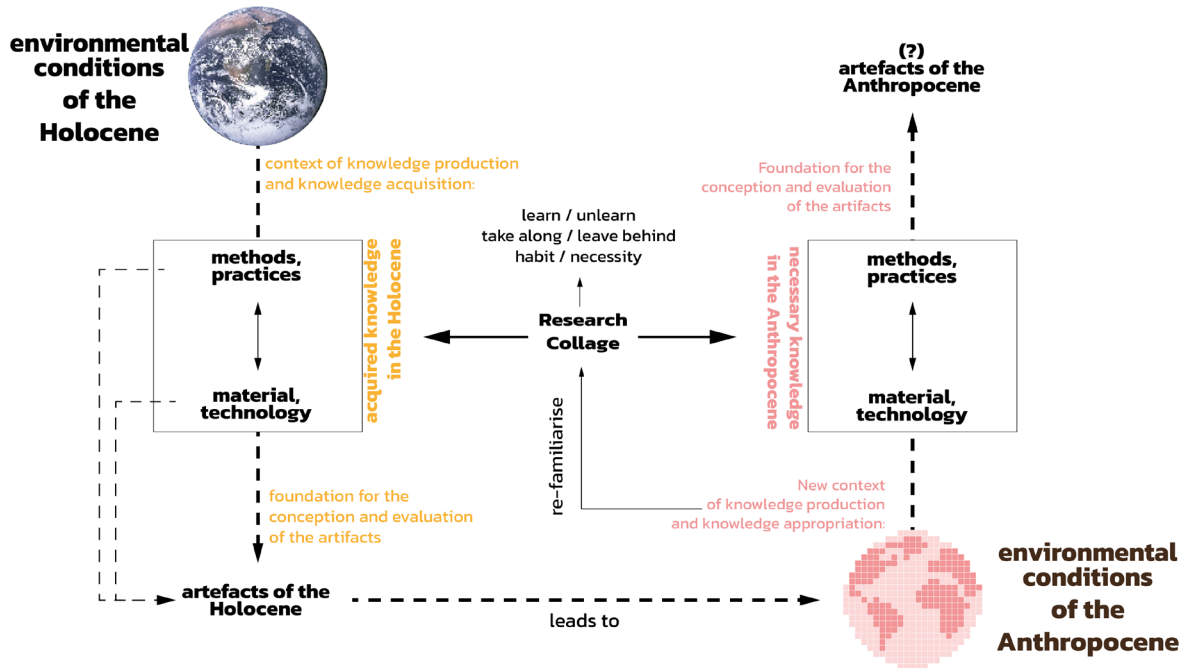 environmental
conditions
of the
Holocene
context of knowledge production
and knowledge acquisition:
methods,
practices
material,
technology
acquired knowledge
in the Holocene
foundation for the
conception and evaluation
of the artifacts
artefacts of the
Holocene
leads to
learn / unlearn
take along / leave behind
habit / necessity
Research
Collage
re-familiarise
(?)
artefacts of the
Anthropocene
Foundation for the
conception and evaluation
of the artifacts
necessary knowledge
in the Anthropocene
methods,
practices
material,
technology
New context
of knowledge production
and knowledge appropriation:
environmental
conditions
of the
Anthropocene